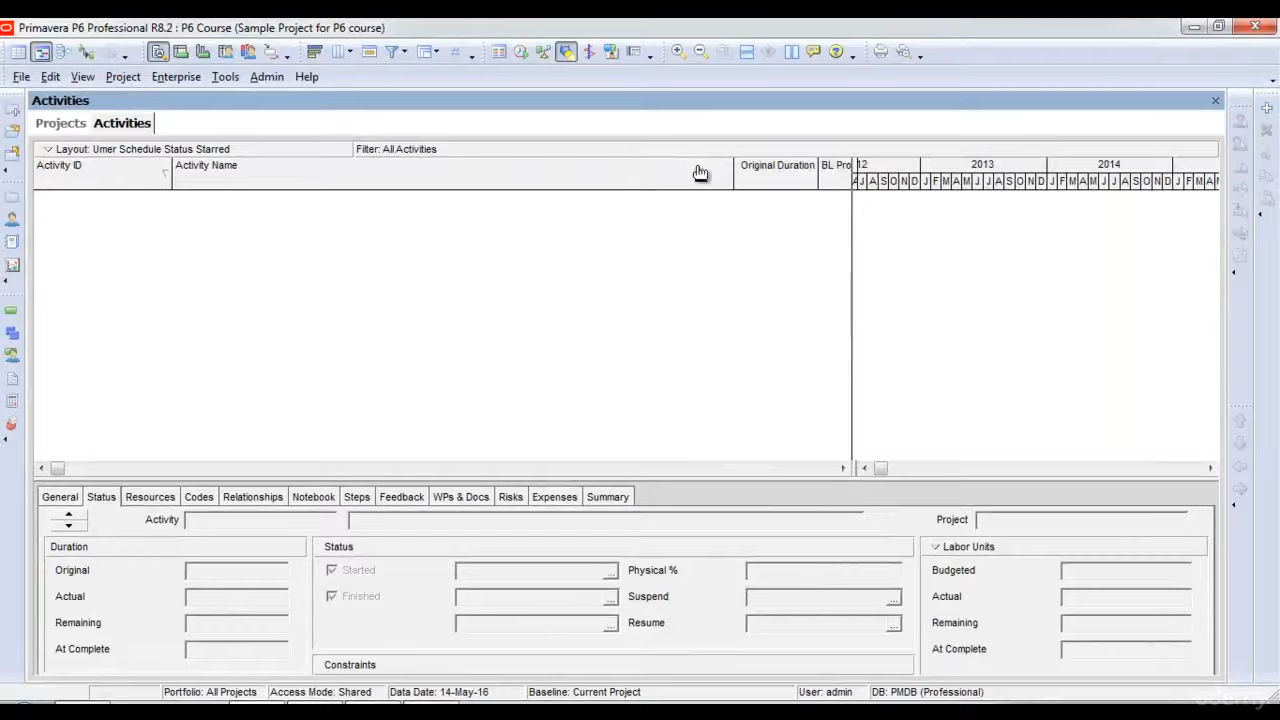 Primavera P6 Professional R8.2 : P6 Course (Sample Project for P6 course)
File Edit View Project Enterprise Tools Admin Help
Activities
Projects Activities
Layout: Umer Schedule Status Starred Filter: All Activities
Activity ID Activity Name Original Duration BL Pro 12 2013 2014
A J A S O N D J F M A M J J A S O N D J F M A M J J A S O N D J F M A M
General Status Resources Codes Relationships Notebook Steps Feedback WPs & Docs Risks Expenses Summary
Activity Project
Duration Status Labor Units
Original Started ... Physical % Budgeted
Actual Finished ... Suspend ... Actual
Remaining ... Resume ... Remaining
At Complete At Complete
Constraints
Portfolio: All Projects Access Mode: Shared Data Date: 14-May-16 Baseline: Current Project User: admin DB: PMDB (Professional)
udemy